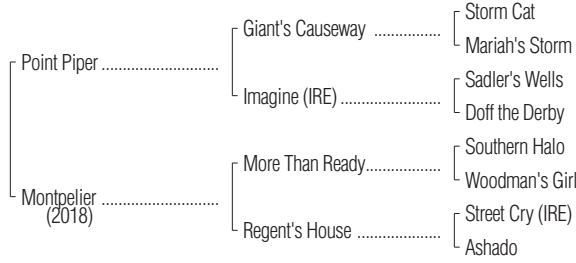 Storm Cat
Giant's Causeway ................
Mariah's Storm
Point Piper ........................
Sadler's Wells
Imagine (IRE) ....................
Doff the Derby
Southern Halo
More Than Ready...............
Woodman's Girl
Montpelier ........................
(2018)
Street Cry (IRE)
Regent's House .................
Ashado